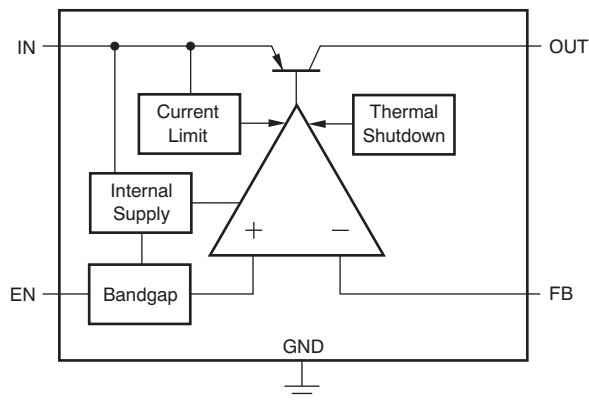 IN
OUT
Current
Limit
Thermal
Shutdown
Internal
Supply
+
−
EN
Bandgap
FB
GND